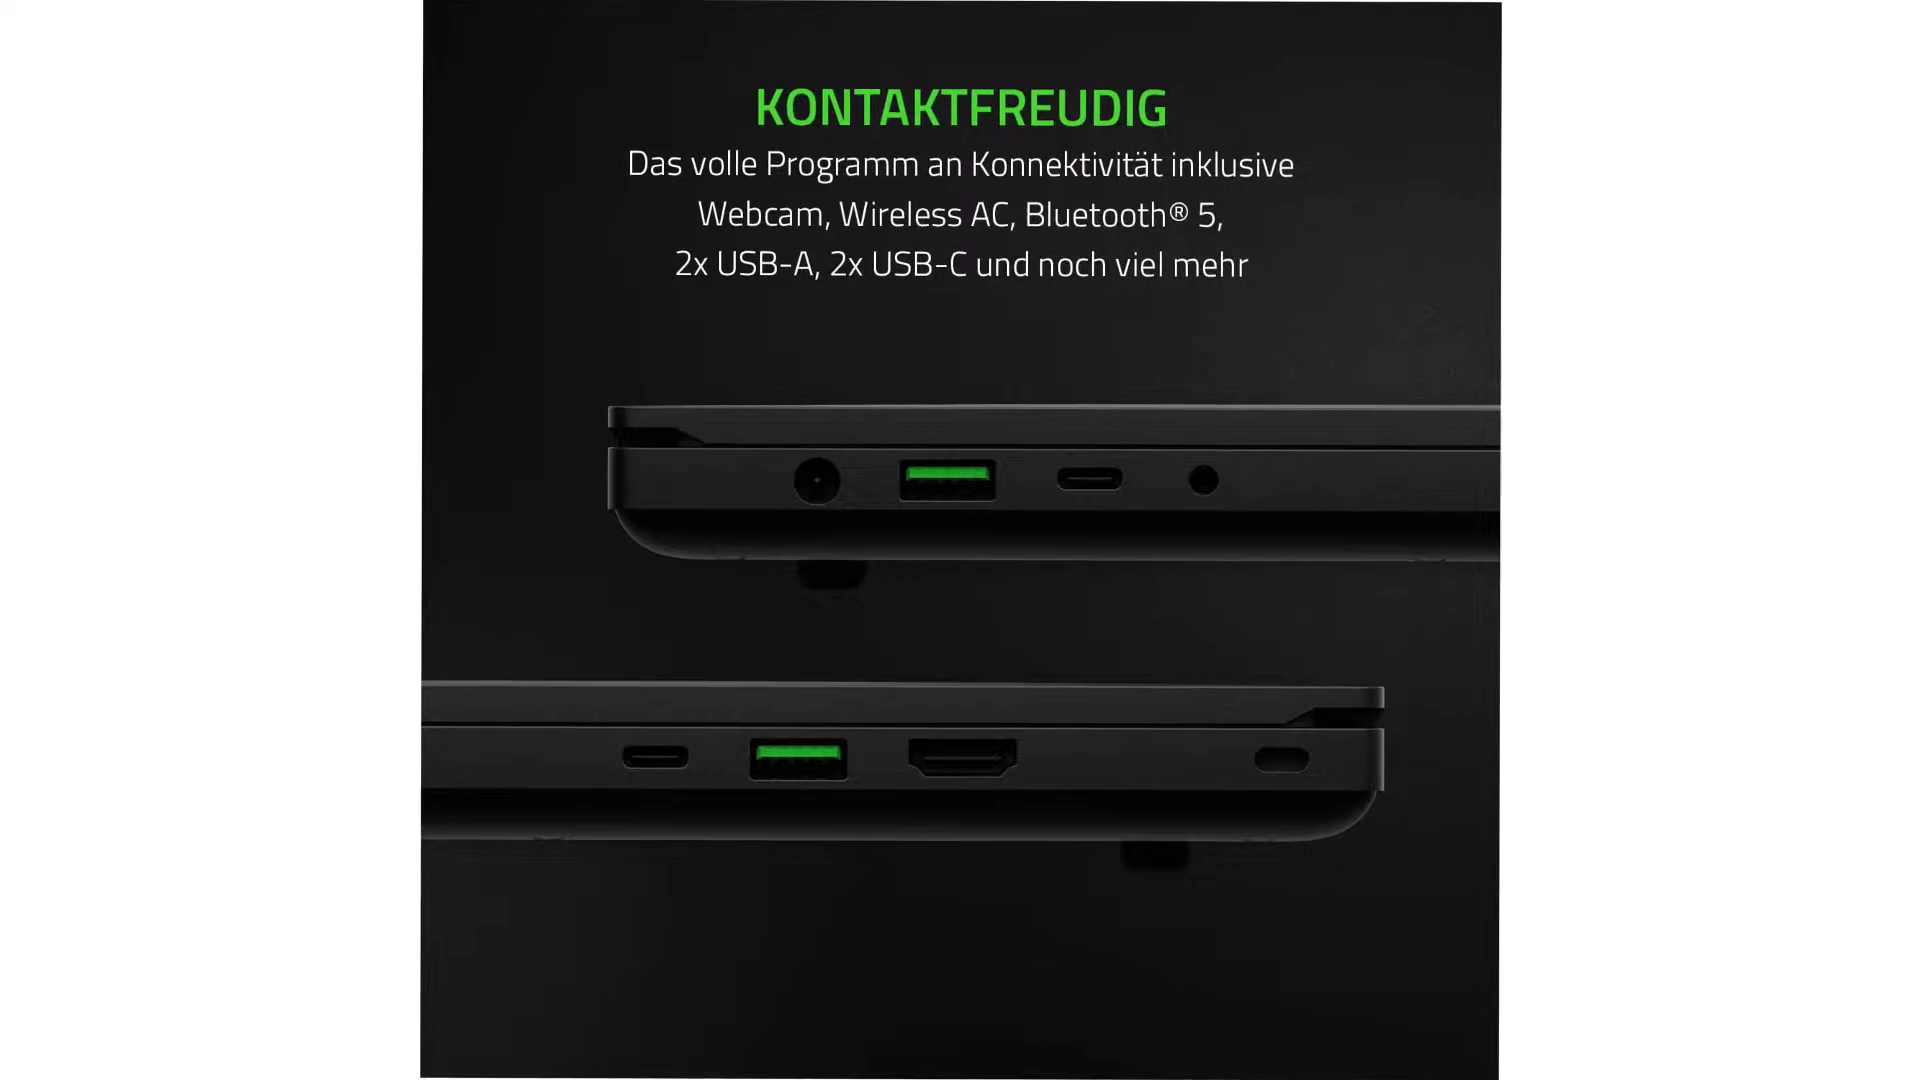 KONTAKTFREUDIG
Das volle Programm an Konnektivität inklusive
Webcam, Wireless AC, Bluetooth® 5,
2x USB-A, 2x USB-C und noch viel mehr